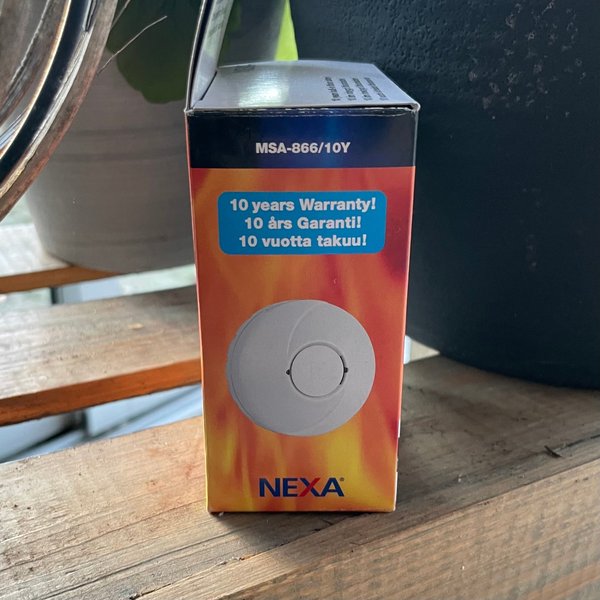 MSA-866/10Y
10 years Warranty!
10 års Garanti!
10 vuotta takuu!
NEXA®